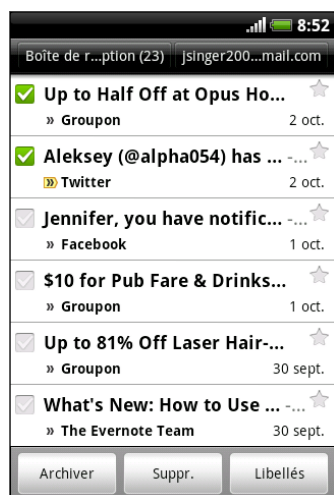 8:52
Boîte de r...ption (23) jsinger200...mail.com
Up to Half Off at Opus Ho...
» Groupon 2 oct.
Aleksey (@alpha054) has ... -...
» Twitter 2 oct.
Jennifer, you have notific... -...
» Facebook 1 oct.
$10 for Pub Fare & Drinks...
» Groupon 1 oct.
Up to 81% Off Laser Hair-...
» Groupon 30 sept.
What's New: How to Use ... -...
» The Evernote Team 30 sept.
Archiver Suppr. Libellés